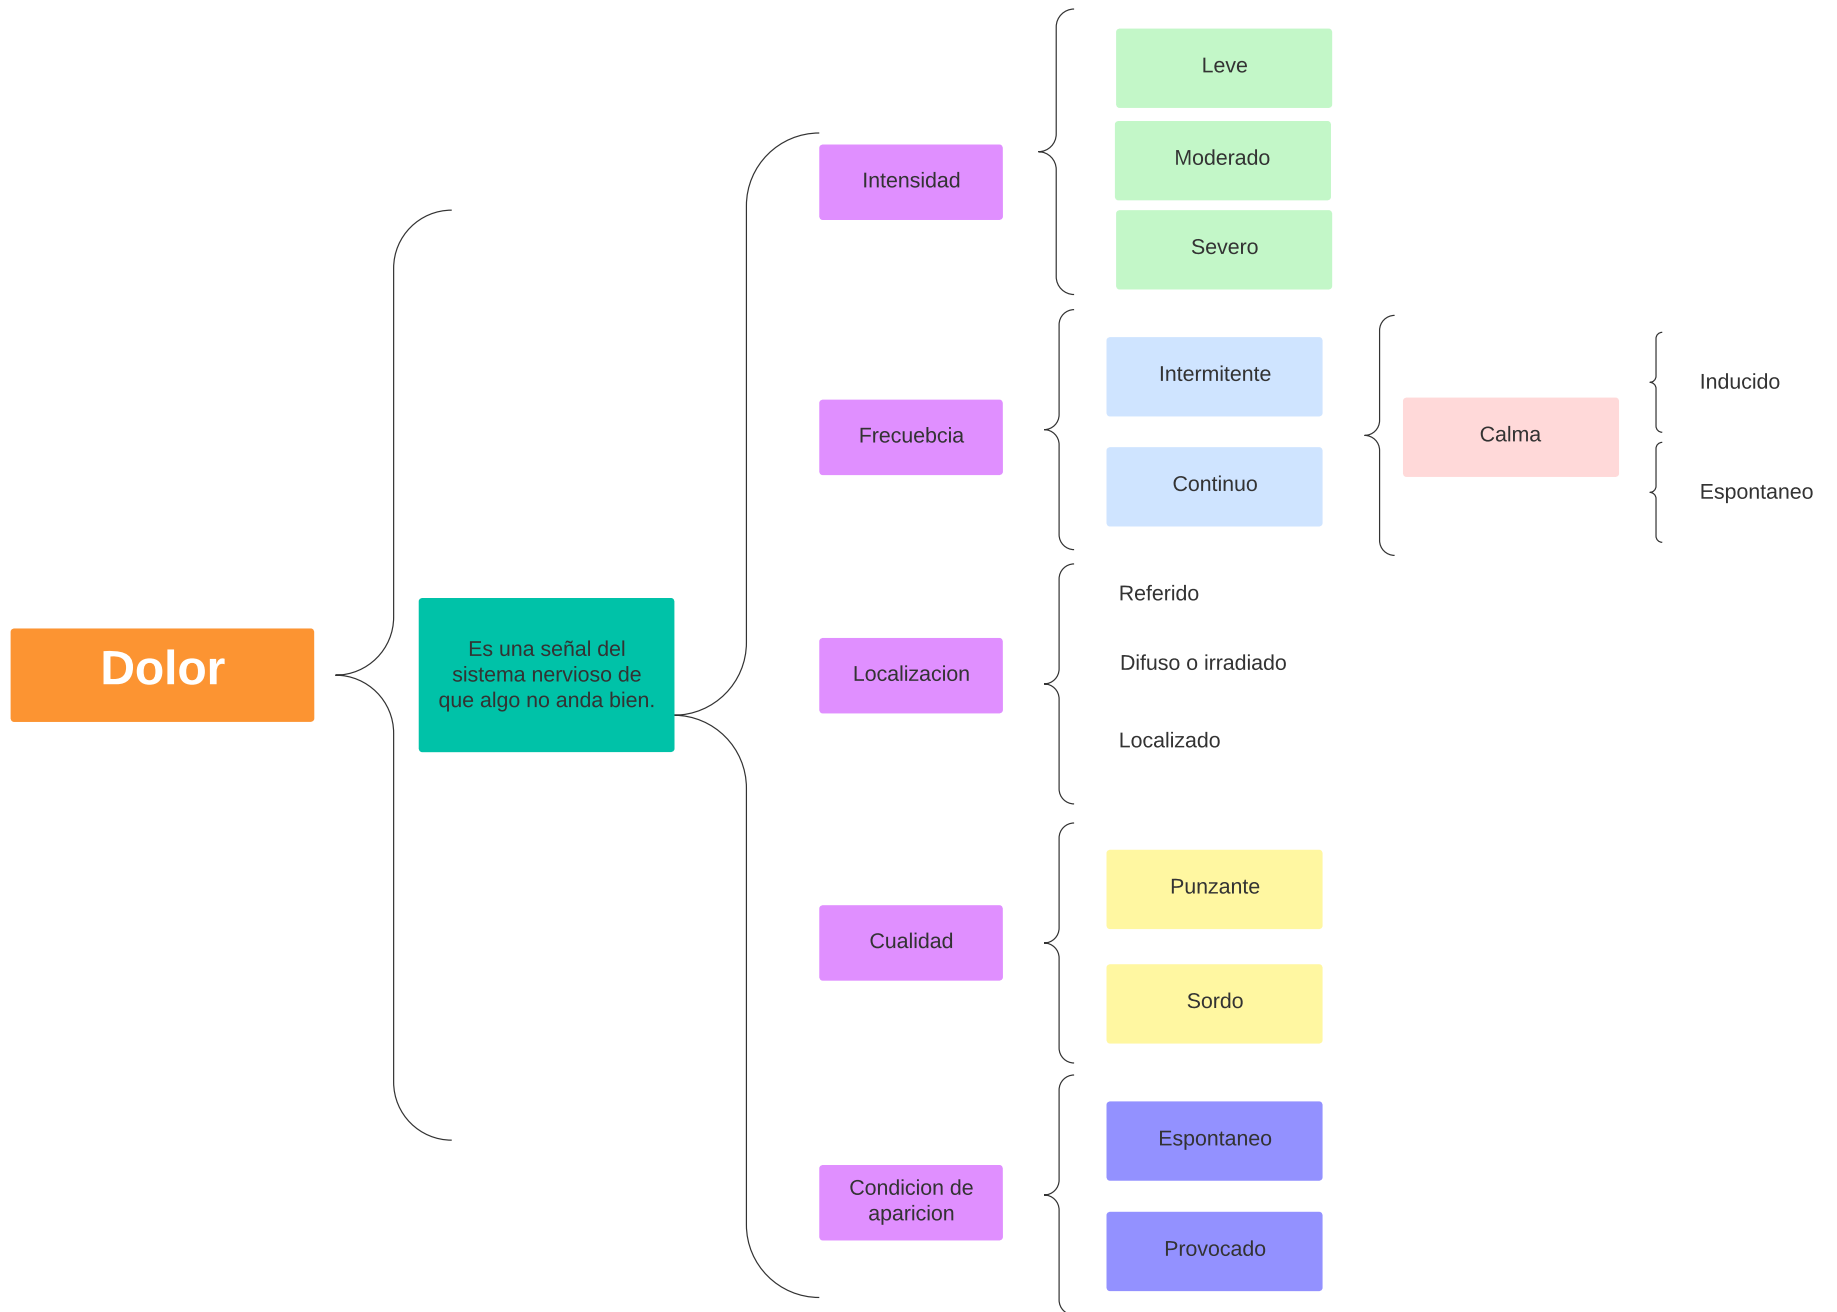 Dolor
Es una señal del
sistema nervioso de
que algo no anda bien.
Intensidad
Leve
Moderado
Severo
Frecuebcia
Intermitente
Continuo
Calma
Inducido
Espontaneo
Localizacion
Referido
Difuso o irradiado
Localizado
Cualidad
Punzante
Sordo
Condicion de
aparicion
Espontaneo
Provocado